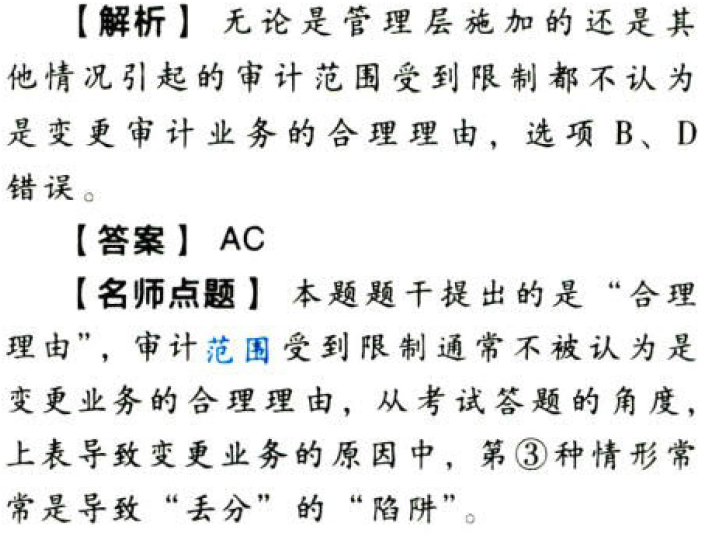 【解析】 无论是管理层施加的还是其
他情况引起的审计范围受到限制都不认为
是变更审计业务的合理理由，选项 B、D
错误。
【答案】 AC
【名师点题】 本题题干提出的是“合理
理由”，审计范围受到限制通常不被认为是
变更业务的合理理由，从考试答题的角度，
上表导致变更业务的原因中，第③种情形常
常是导致“丢分”的“陷阱”。